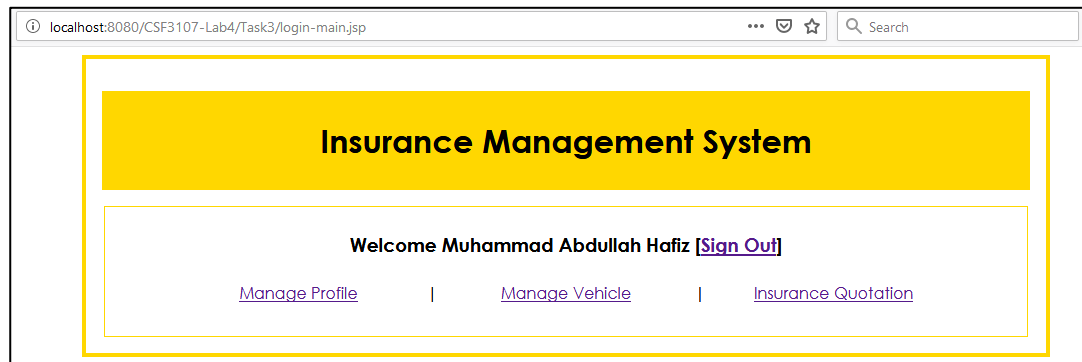 localhost:8080/CSF3107-Lab4/Task3/login-main.jsp
Search
Insurance Management System
Welcome Muhammad Abdullah Hafiz [Sign Out]
Manage Profile | Manage Vehicle | Insurance Quotation